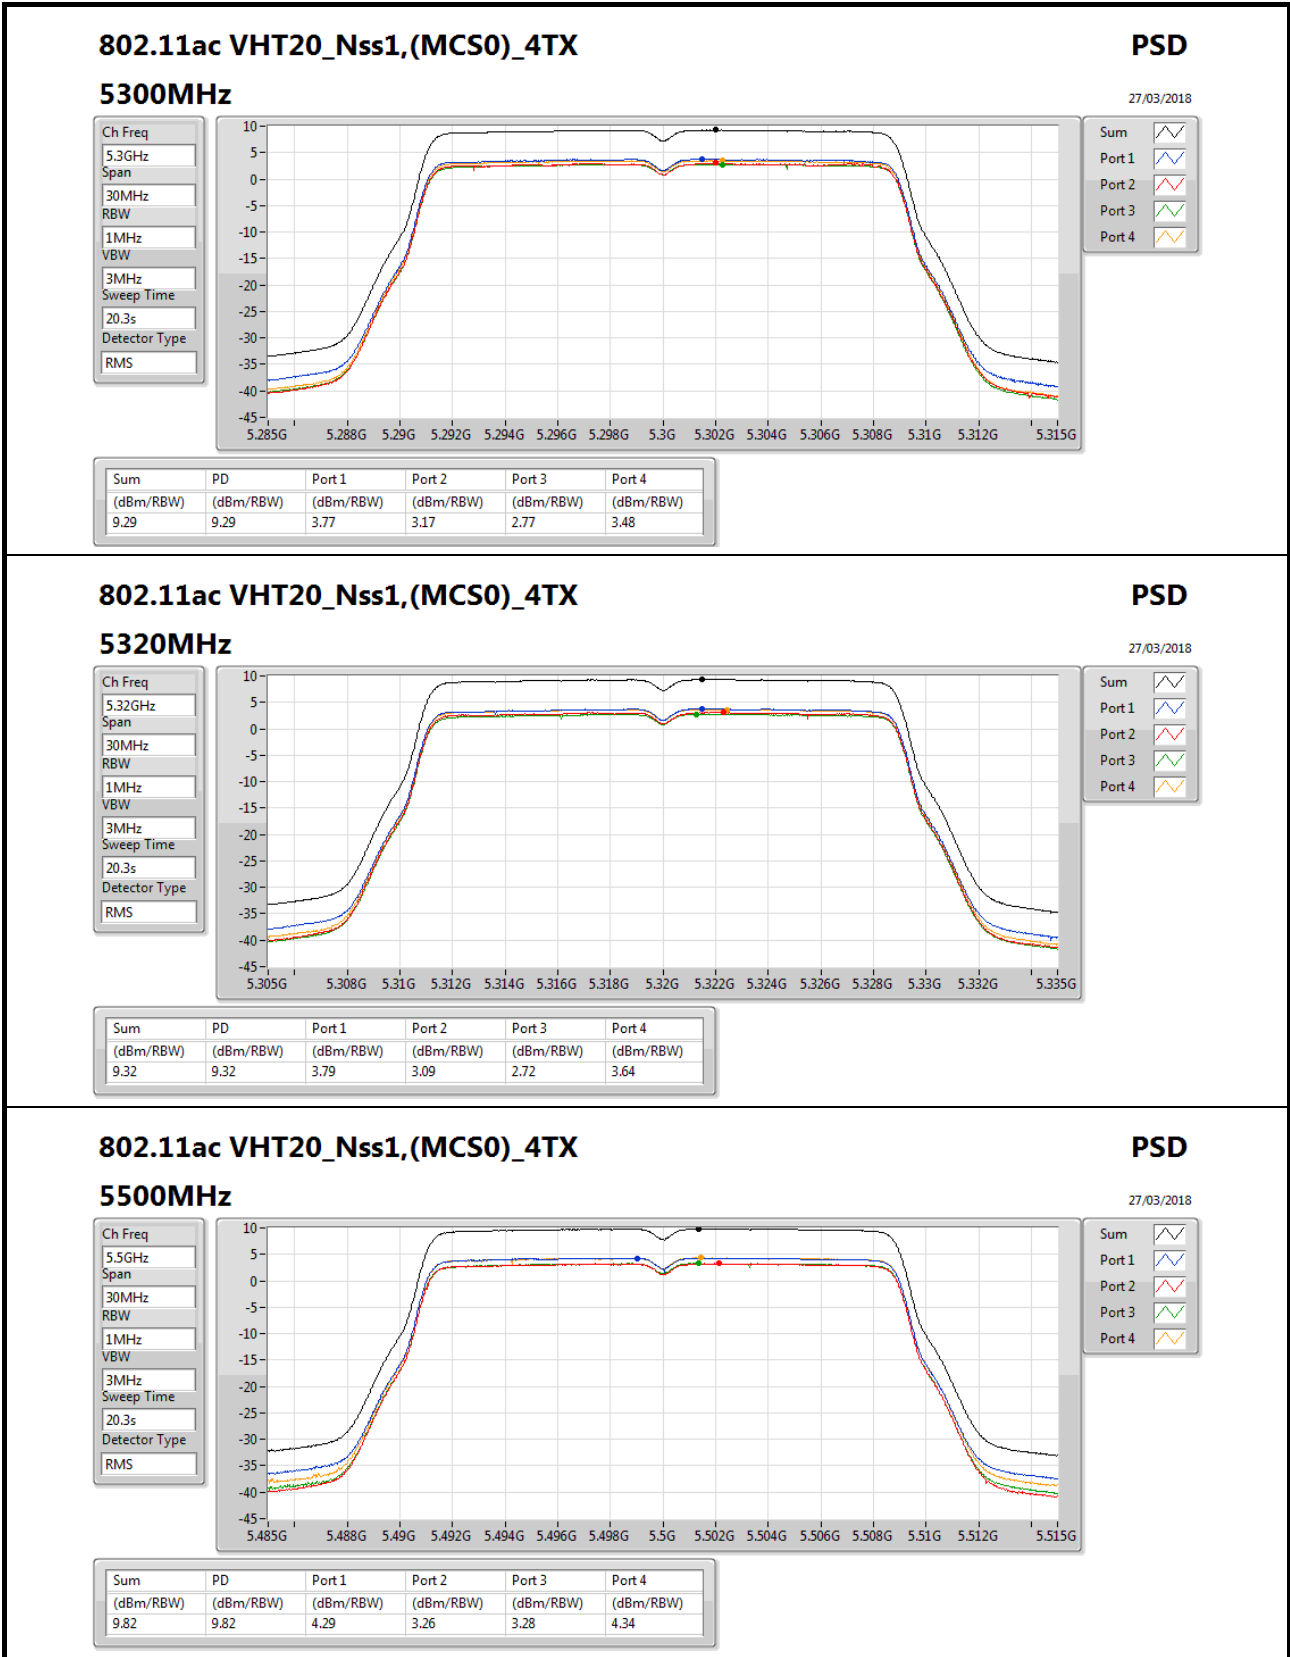 802.11ac VHT20_Nss1,(MCS0)_4TX PSD
5300MHz 27/03/2018
Ch Freq
5.3GHz
Span
30MHz
RBW
1MHz
VBW
3MHz
Sweep Time
20.3s
Detector Type
RMS
10
5
0
-5
-10
-15
-20
-25
-30
-35
-40
-45
5.285G 5.288G 5.29G 5.292G 5.294G 5.296G 5.298G 5.3G 5.302G 5.304G 5.306G 5.308G 5.31G 5.312G 5.315G
Sum
Port 1
Port 2
Port 3
Port 4
Sum PD Port 1 Port 2 Port 3 Port 4
(dBm/RBW) (dBm/RBW) (dBm/RBW) (dBm/RBW) (dBm/RBW) (dBm/RBW)
9.29 9.29 3.77 3.17 2.77 3.48
802.11ac VHT20_Nss1,(MCS0)_4TX PSD
5320MHz 27/03/2018
Ch Freq
5.32GHz
Span
30MHz
RBW
1MHz
VBW
3MHz
Sweep Time
20.3s
Detector Type
RMS
10
5
0
-5
-10
-15
-20
-25
-30
-35
-40
-45
5.305G 5.308G 5.31G 5.312G 5.314G 5.316G 5.318G 5.32G 5.322G 5.324G 5.326G 5.328G 5.33G 5.332G 5.335G
Sum
Port 1
Port 2
Port 3
Port 4
Sum PD Port 1 Port 2 Port 3 Port 4
(dBm/RBW) (dBm/RBW) (dBm/RBW) (dBm/RBW) (dBm/RBW) (dBm/RBW)
9.32 9.32 3.79 3.09 2.72 3.64
802.11ac VHT20_Nss1,(MCS0)_4TX PSD
5500MHz 27/03/2018
Ch Freq
5.5GHz
Span
30MHz
RBW
1MHz
VBW
3MHz
Sweep Time
20.3s
Detector Type
RMS
10
5
0
-5
-10
-15
-20
-25
-30
-35
-40
-45
5.485G 5.488G 5.49G 5.492G 5.494G 5.496G 5.498G 5.5G 5.502G 5.504G 5.506G 5.508G 5.51G 5.512G 5.515G
Sum
Port 1
Port 2
Port 3
Port 4
Sum PD Port 1 Port 2 Port 3 Port 4
(dBm/RBW) (dBm/RBW) (dBm/RBW) (dBm/RBW) (dBm/RBW) (dBm/RBW)
9.82 9.82 4.29 3.26 3.28 4.34